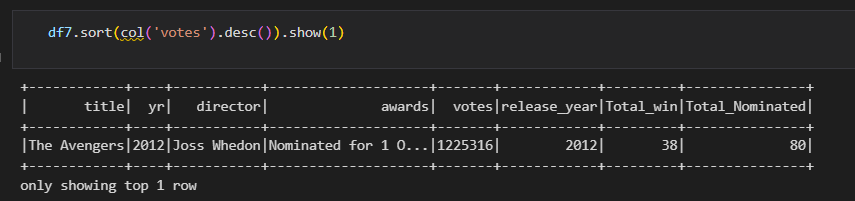 df7.sort(col('votes').desc()).show(1)
+------------+----+-----------+--------------------+-------+------------+---------+---------------+
|       title|  yr|   director|              awards|  votes|release_year|Total_win|Total_Nominated|
+------------+----+-----------+--------------------+-------+------------+---------+---------------+
|The Avengers|2012|Joss Whedon|Nominated for 1 O...|1225316|        2012|       38|             80|
+------------+----+-----------+--------------------+-------+------------+---------+---------------+
only showing top 1 row